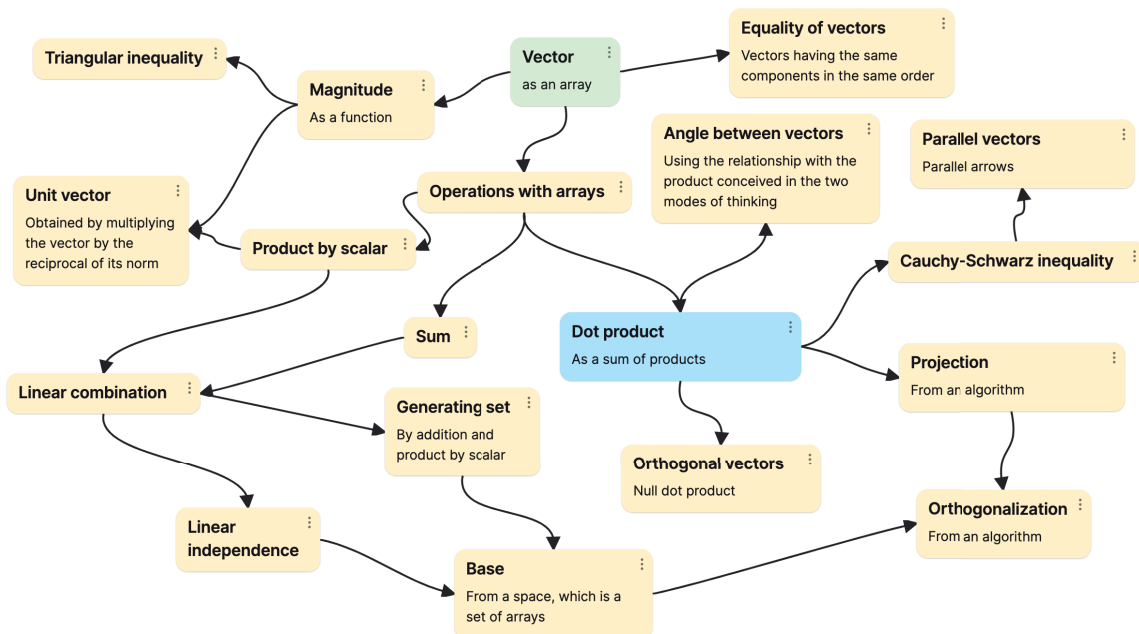 Triangular inequality
Magnitude
As a function
Vector
as an array
Equality of vectors
Vectors having the same
components in the same order
Unit vector
Obtained by multiplying
the vector by the
reciprocal of its norm
Operations with arrays
Product by scalar
Angle between vectors
Using the relationship with the
product conceived in the two
modes of thinking
Parallel vectors
Parallel arrows
Cauchy-Schwarz inequality
Sum
Dot product
As a sum of products
Projection
From an algorithm
Linear combination
Generating set
By addition and
product by scalar
Orthogonal vectors
Null dot product
Orthogonalization
From an algorithm
Linear
independence
Base
From a space, which is a
set of arrays